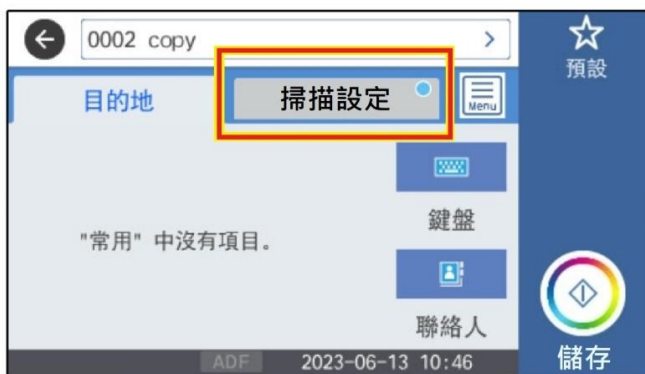 0002 copy
預設
目的地
掃描設定
Menu
鍵盤
"常用" 中沒有項目。
聯絡人
ADF
2023-06-13 10:46
儲存